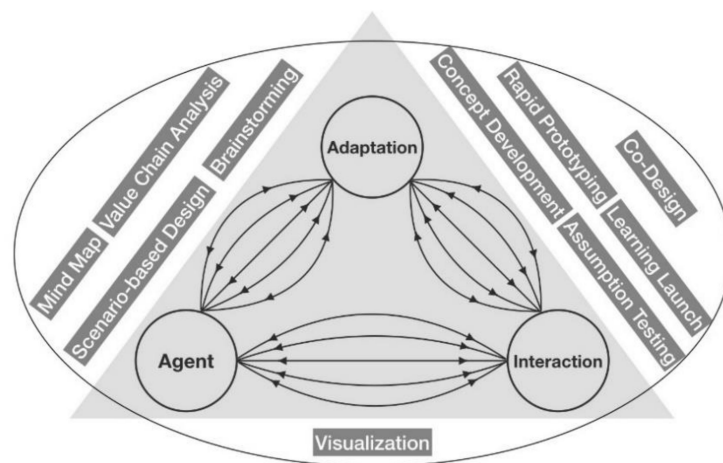 Mind Map
Value Chain Analysis
Scenario-based Design
Brainstorming
Adaptation
Agent
Interaction
Concept Development
Rapid Prototyping
Co-Design
Assumption Testing
Learning Launch
Visualization